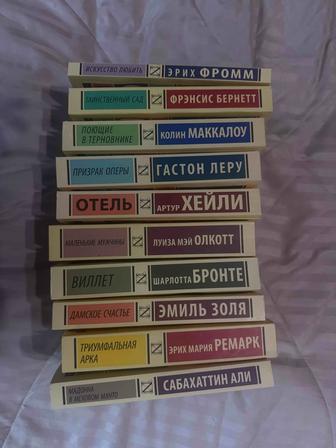 ИСКУССТВО ЛЮБИТЬ ЭРИХ ФРОММ
ТАИНСТВЕННЫЙ САД ФРЭНСИС БЕРНЕТТ
ПОЮЩИЕ
В ТЕРНОВНИКЕ КОЛИН МАККАЛОУ
ПРИЗРАК ОПЕРЫ ГАСТОН ЛЕРУ
ОТЕЛЬ АРТУР ХЕЙЛИ
МАЛЕНЬКИЕ МУЖЧИНЫ ЛУИЗА МЭЙ ОЛКОТТ
ВИЛЛЕТ ШАРЛОТТА БРОНТЕ
ДАМСКОЕ СЧАСТЬЕ ЭМИЛЬ ЗОЛЯ
ТРИУМФАЛЬНАЯ
АРКА ЭРИХ МАРИЯ РЕМАРК
МАДОННА
В МЕХОВОМ МАНТО САБАХАТТИН АЛИ